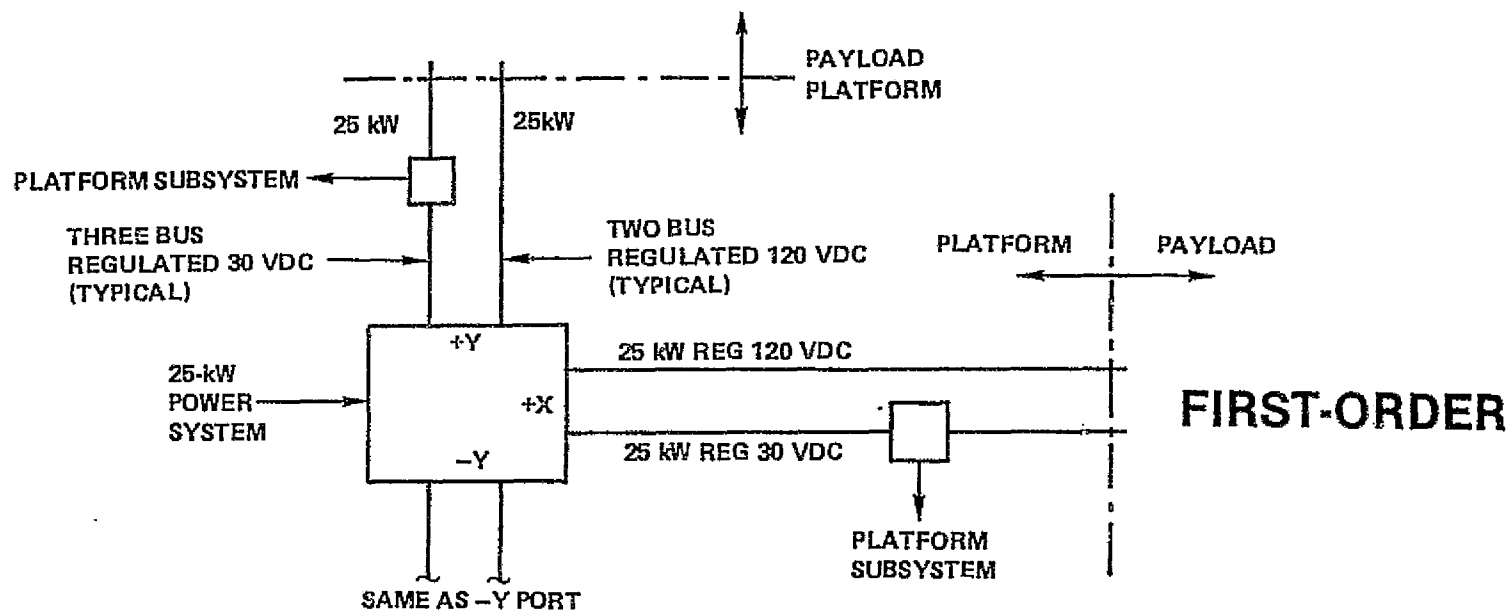 PAYLOAD
PLATFORM
25 kW
25kW
PLATFORM SUBSYSTEM
THREE BUS
REGULATED 30 VDC
(TYPICAL)
TWO BUS
REGULATED 120 VDC
(TYPICAL)
PLATFORM
PAYLOAD
+Y
25 kW REG 120 VDC
25-kW
POWER
SYSTEM
+X
FIRST-ORDER
25 kW REG 30 VDC
-Y
PLATFORM
SUBSYSTEM
SAME AS -Y PORT